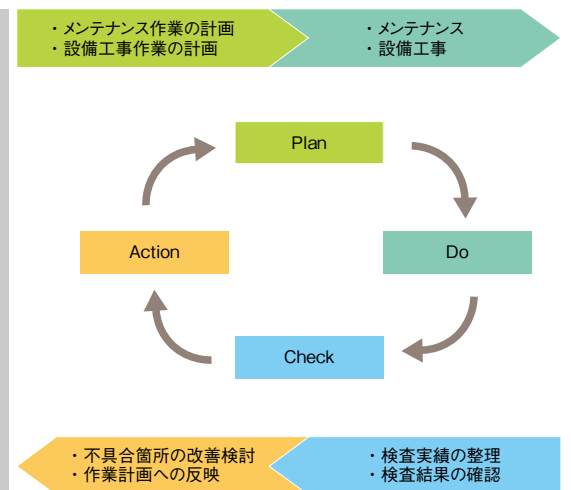 ・メンテナンス作業の計画
・設備工事作業の計画
・メンテナンス
・設備工事
Plan
Action
Do
Check
・不具合箇所の改善検討
・作業計画への反映
・検査実績の整理
・検査結果の確認